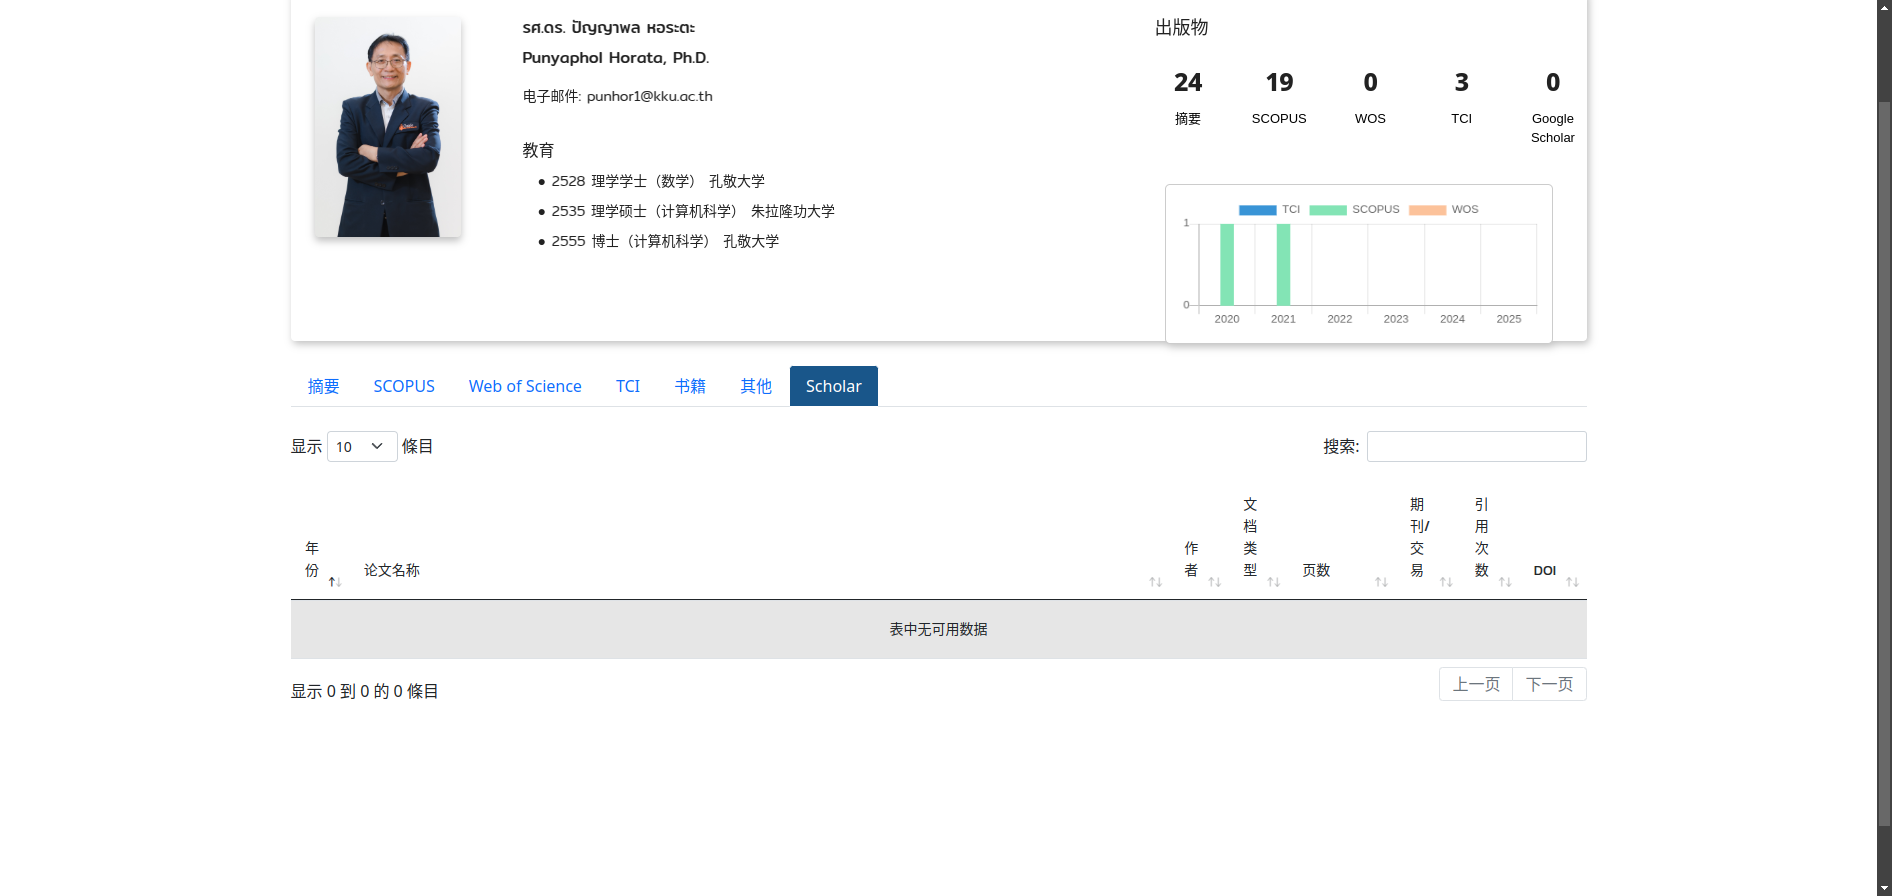 รศ.ดร. ปัญญาพล หอระตะ
Punyaphol Horata, Ph.D.
电子邮件: punhor1@kku.ac.th
教育
2528 理学学士（数学） 孔敬大学
2535 理学硕士（计算机科学） 朱拉隆功大学
2555 博士（计算机科学） 孔敬大学
出版物
24 19 0 3 0
摘要 SCOPUS WOS TCI Google Scholar
TCI SCOPUS WOS
1
0
2020 2021 2022 2023 2024 2025
摘要 SCOPUS Web of Science TCI 书籍 其他 Scholar
显示 10 條目
搜索:
年份 论文名称 作者 文档类型 页数 期刊/交易 引用次数 DOI
表中无可用数据
显示 0 到 0 的 0 條目
上一页 下一页